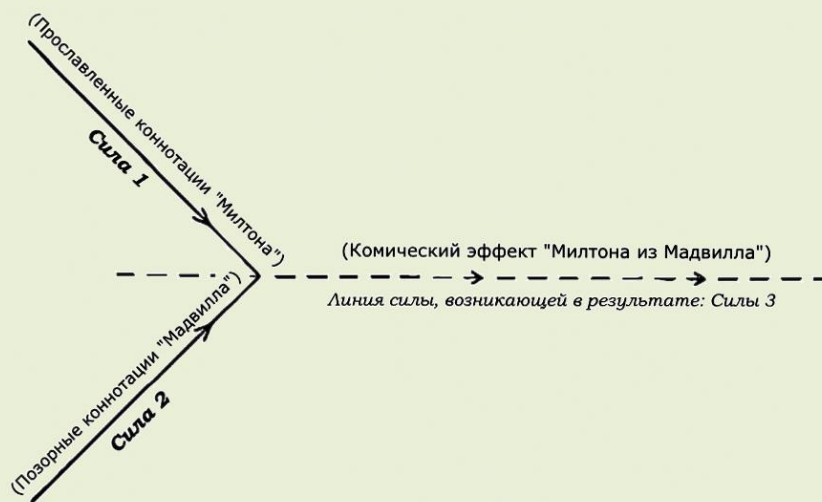 (Прославленные коннотации "Милтона")
Сила 1
(Комический эффект "Милтона из Мадвилла")
Линия силы, возникающей в результате: Силы 3
(Позорные коннотации "Мадвилла")
Сила 2